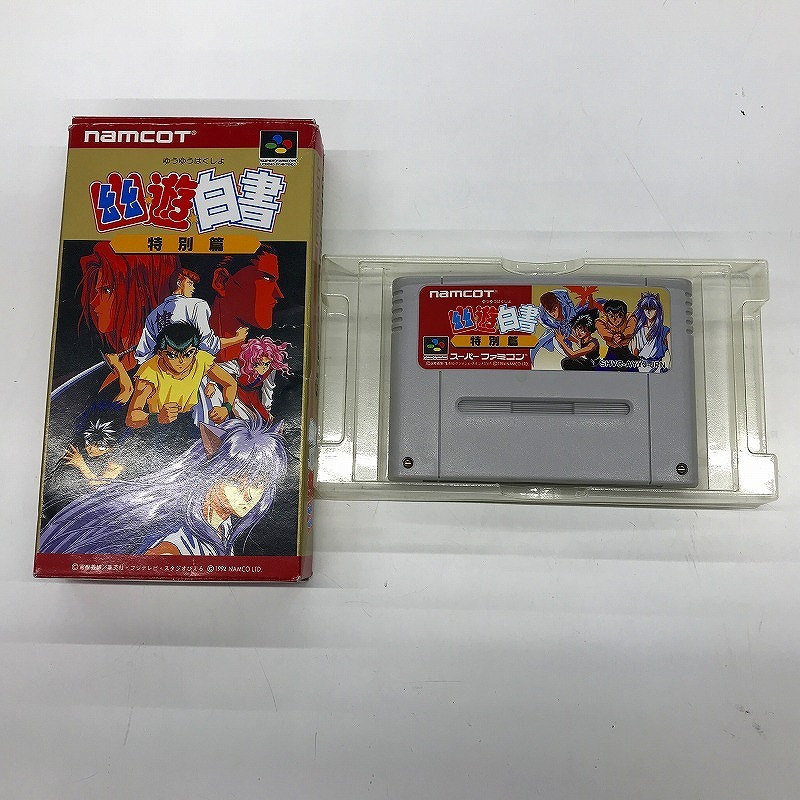 namcoT®
ゆうゆうはくしょ
幽☆遊☆白書
特別篇
©冨樫義博/集英社・フジテレビ・スタジオぴえろ ©1994 NAMCO LTD.
namcoT
ゆうゆうはくしょ
幽☆遊☆白書
特別篇
スーパーファミコン